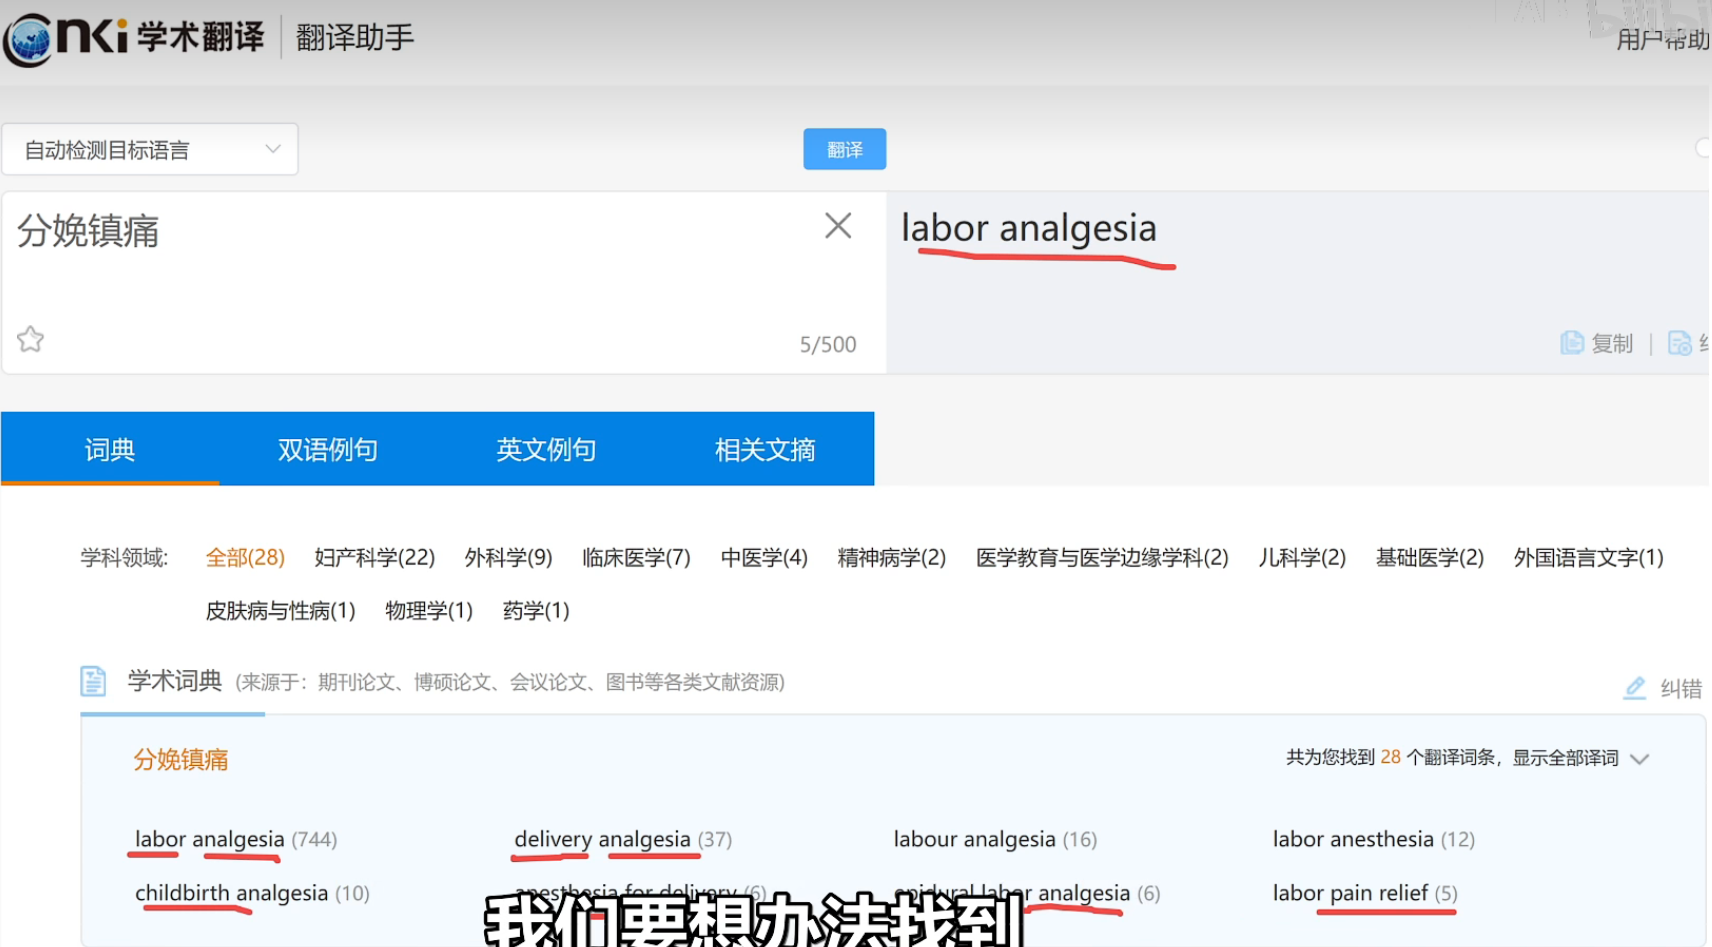 cnki 学术翻译 翻译助手
bilibili
用户帮助
自动检测目标语言
翻译
分娩镇痛
labor analgesia
5/500
复制
词典 双语例句 英文例句 相关文摘
学科领域: 全部(28) 妇产科学(22) 外科学(9) 临床医学(7) 中医学(4) 精神病学(2) 医学教育与医学边缘学科(2) 儿科学(2) 基础医学(2) 外国语言文字(1)
皮肤病与性病(1) 物理学(1) 药学(1)
学术词典 (来源于：期刊论文、博硕论文、会议论文、图书等各类文献资源)
纠错
分娩镇痛
共为您找到 28 个翻译词条，显示全部译词
labor analgesia (744) delivery analgesia (37) labour analgesia (16) labor anesthesia (12)
childbirth analgesia (10) anesthesia for delivery (6) epidural labor analgesia (6) labor pain relief (5)
我们要想办法找到